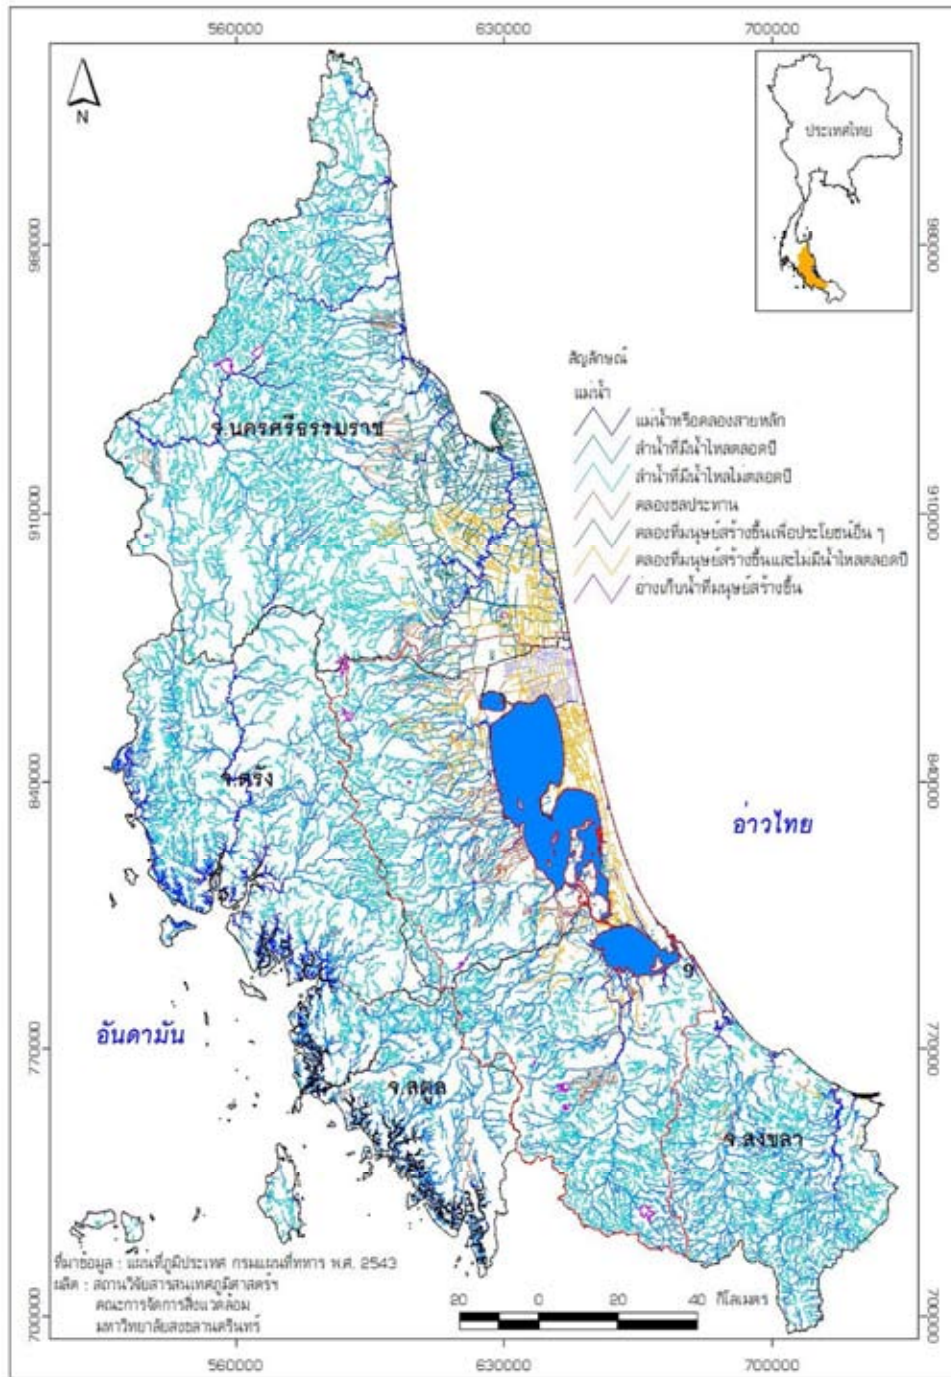 560000
630000
700000
N
ประเทศไทย
980000
980000
สัญลักษณ์
แม่น้ำ
แม่น้ำหรือคลองสายหลัก
ลำน้ำที่มีน้ำไหลตลอดปี
ลำน้ำที่มีน้ำไหลไม่ตลอดปี
คลองชลประทาน
คลองที่มนุษย์สร้างขึ้นเพื่อประโยชน์อื่น ๆ
คลองที่มนุษย์สร้างขึ้นและไม่มีน้ำไหลตลอดปี
อ่างเก็บน้ำที่มนุษย์สร้างขึ้น
จ.นครศรีธรรมราช
910000
910000
จ.ตรัง
840000
840000
อ่าวไทย
9
อันดามัน
770000
770000
จ.สตูล
จ.สงขลา
ที่มาข้อมูล : แผนที่ภูมิประเทศ กรมแผนที่ทหาร พ.ศ. 2543
ผลิต : สถานวิจัยสารสนเทศภูมิศาสตร์ฯ
คณะการจัดการสิ่งแวดล้อม
มหาวิทยาลัยสงขลานครินทร์
20 0 20 40 กิโลเมตร
700000
700000
560000
630000
700000